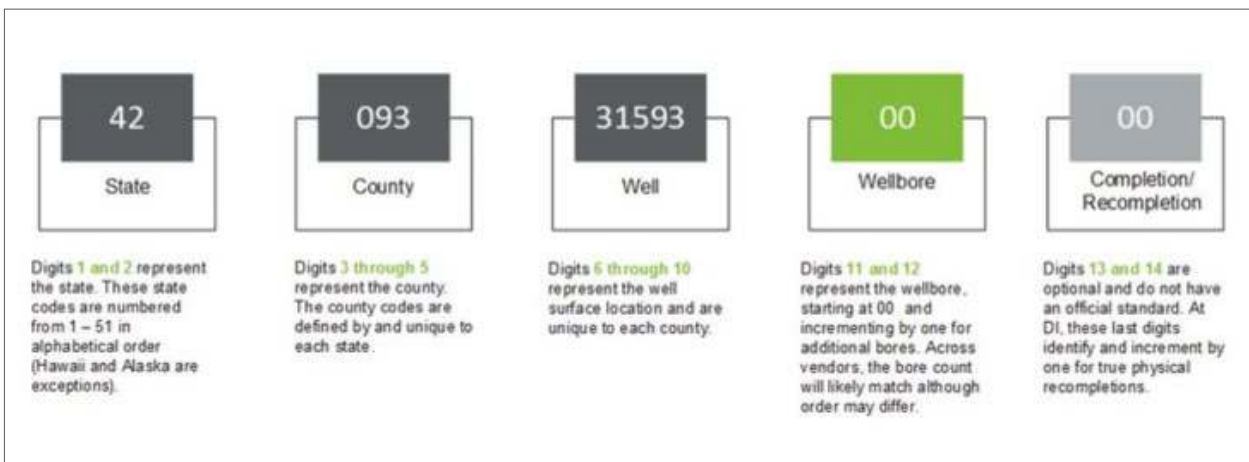 42
State
Digits 1 and 2 represent
the state. These state
codes are numbered
from 1 – 51 in
alphabetical order
(Hawaii and Alaska are
exceptions).
093
County
Digits 3 through 5
represent the county.
The county codes are
defined by and unique to
each state.
31593
Well
Digits 6 through 10
represent the well
surface location and are
unique to each county.
00
Wellbore
Digits 11 and 12
represent the wellbore,
starting at 00 and
incrementing by one for
additional bores. Across
vendors, the bore count
will likely match although
order may differ.
00
Completion/
Recompletion
Digits 13 and 14 are
optional and do not have
an official standard. At
DI, these last digits
identify and increment by
one for true physical
recompletions.